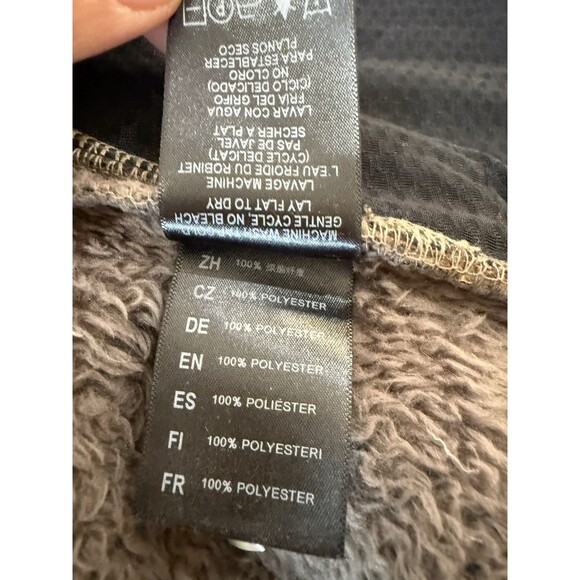 MACHINE WASH TAP COLD
GENTLE CYCLE, NO BLEACH
LAY FLAT TO DRY
LAVAGE MACHINE
L'EAU FROIDE DU ROBINET
(CYCLE DELICAT)
PAS DE JAVEL
SECHER A PLAT
LAVAR CON AGUA
FRIA DEL GRIFO
(CICLO DELICADO)
NO CLORO
PARA ESTABLECER
PLANOS SECO
ZH 100%
CZ 100% POLYESTER
DE 100% POLYESTER
EN 100% POLYESTER
ES 100% POLIÉSTER
FI 100% POLYESTERI
FR 100% POLYESTER